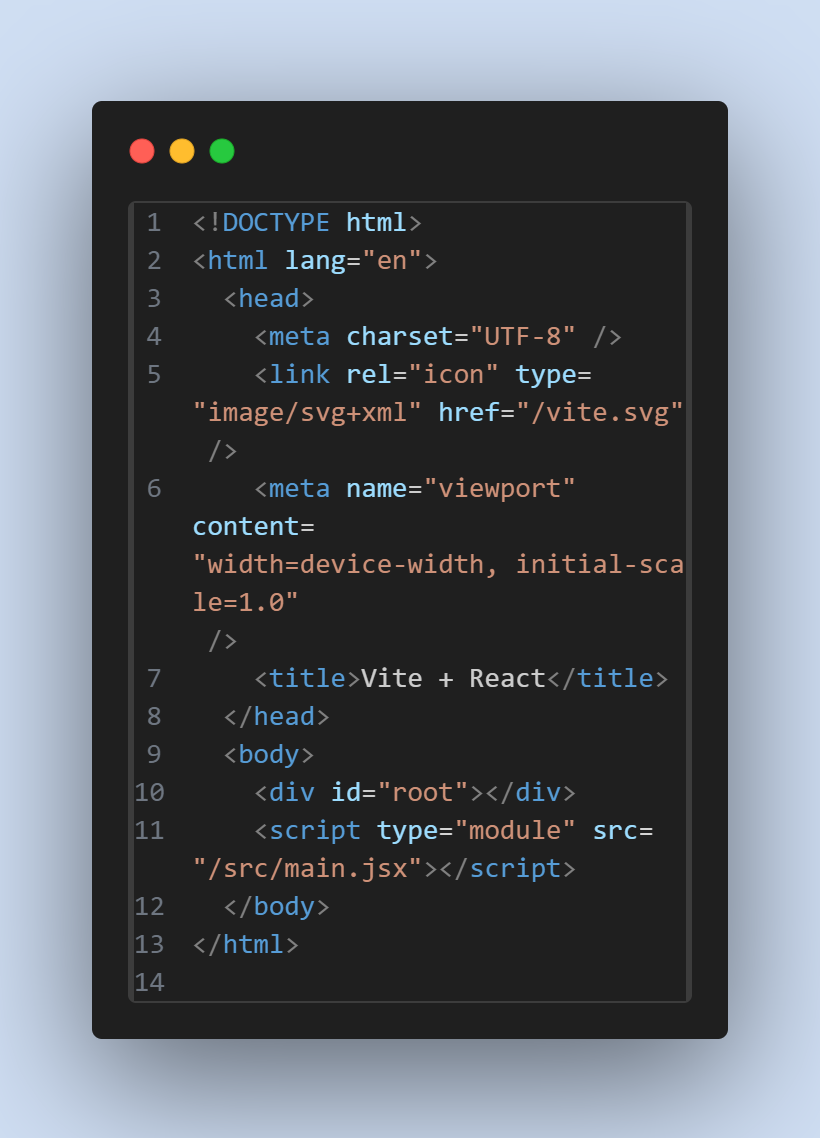 1 <!DOCTYPE html>
2 <html lang="en">
3   <head>
4     <meta charset="UTF-8" />
5     <link rel="icon" type=
"image/svg+xml" href="/vite.svg"
 />
6     <meta name="viewport"
content=
"width=device-width, initial-sca
le=1.0"
 />
7     <title>Vite + React</title>
8   </head>
9   <body>
10     <div id="root"></div>
11     <script type="module" src=
"/src/main.jsx"></script>
12   </body>
13 </html>
14